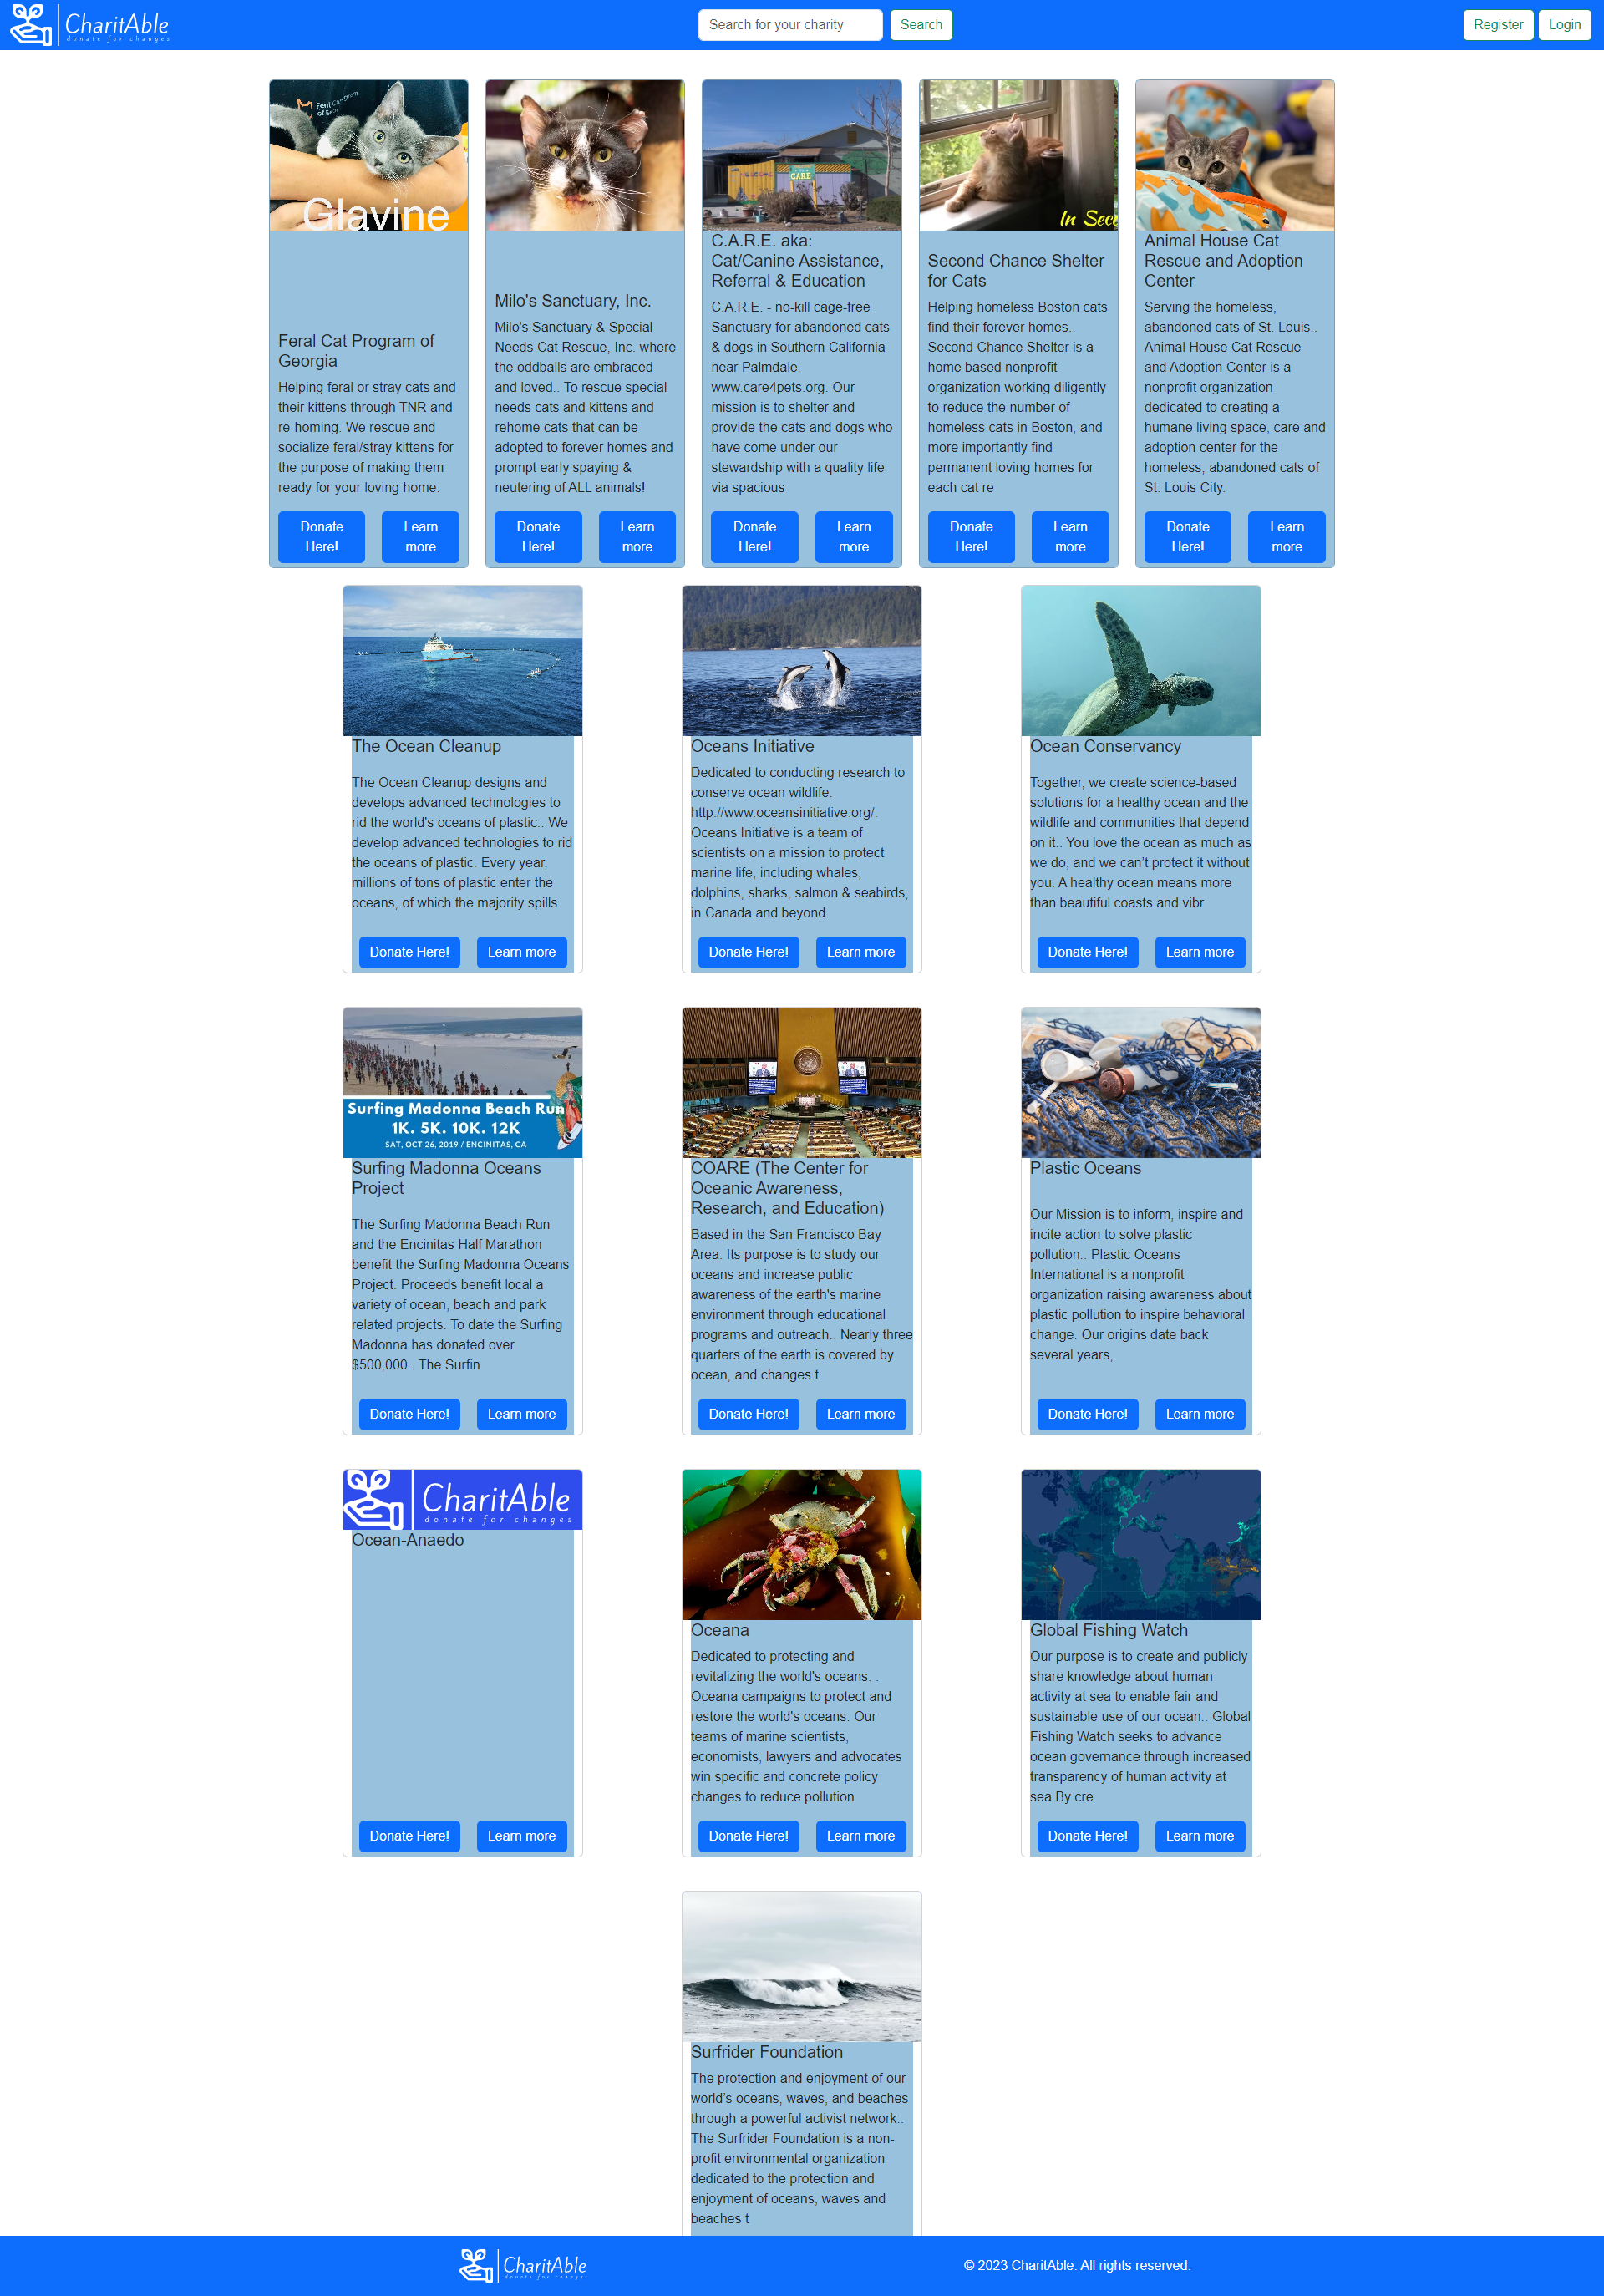 CharitAble
donate for changes
Search for your charity
Search
Register
Login
Feral Cat Program
of Geor
Glavine
CARE
In Secu
Feral Cat Program of
Georgia
Helping feral or stray cats and
their kittens through TNR and
re-homing. We rescue and
socialize feral/stray kittens for
the purpose of making them
ready for your loving home.
Donate
Here!
Learn
more
Milo's Sanctuary, Inc.
Milo's Sanctuary & Special
Needs Cat Rescue, Inc. where
the oddballs are embraced
and loved.. To rescue special
needs cats and kittens and
rehome cats that can be
adopted to forever homes and
prompt early spaying &
neutering of ALL animals!
Donate
Here!
Learn
more
C.A.R.E. aka:
Cat/Canine Assistance,
Referral & Education
C.A.R.E. - no-kill cage-free
Sanctuary for abandoned cats
& dogs in Southern California
near Palmdale.
www.care4pets.org. Our
mission is to shelter and
provide the cats and dogs who
have come under our
stewardship with a quality life
via spacious
Donate
Here!
Learn
more
Second Chance Shelter
for Cats
Helping homeless Boston cats
find their forever homes..
Second Chance Shelter is a
home based nonprofit
organization working diligently
to reduce the number of
homeless cats in Boston, and
more importantly find
permanent loving homes for
each cat re
Donate
Here!
Learn
more
Animal House Cat
Rescue and Adoption
Center
Serving the homeless,
abandoned cats of St. Louis..
Animal House Cat Rescue
and Adoption Center is a
nonprofit organization
dedicated to creating a
humane living space, care and
adoption center for the
homeless, abandoned cats of
St. Louis City.
Donate
Here!
Learn
more
The Ocean Cleanup
The Ocean Cleanup designs and
develops advanced technologies to
rid the world's oceans of plastic.. We
develop advanced technologies to rid
the oceans of plastic. Every year,
millions of tons of plastic enter the
oceans, of which the majority spills
Donate Here!
Learn more
Oceans Initiative
Dedicated to conducting research to
conserve ocean wildlife.
http://www.oceansinitiative.org/.
Oceans Initiative is a team of
scientists on a mission to protect
marine life, including whales,
dolphins, sharks, salmon & seabirds,
in Canada and beyond
Donate Here!
Learn more
Ocean Conservancy
Together, we create science-based
solutions for a healthy ocean and the
wildlife and communities that depend
on it.. You love the ocean as much as
we do, and we can't protect it without
you. A healthy ocean means more
than beautiful coasts and vibr
Donate Here!
Learn more
Surfing Madonna Beach Run
1K. 5K. 10K. 12K
SAT, OCT 26, 2019 / ENCINITAS, CA
Surfing Madonna Oceans
Project
The Surfing Madonna Beach Run
and the Encinitas Half Marathon
benefit the Surfing Madonna Oceans
Project. Proceeds benefit local a
variety of ocean, beach and park
related projects. To date the Surfing
Madonna has donated over
$500,000.. The Surfin
Donate Here!
Learn more
COARE (The Center for
Oceanic Awareness,
Research, and Education)
Based in the San Francisco Bay
Area. Its purpose is to study our
oceans and increase public
awareness of the earth's marine
environment through educational
programs and outreach.. Nearly three
quarters of the earth is covered by
ocean, and changes t
Donate Here!
Learn more
Plastic Oceans
Our Mission is to inform, inspire and
incite action to solve plastic
pollution.. Plastic Oceans
International is a nonprofit
organization raising awareness about
plastic pollution to inspire behavioral
change. Our origins date back
several years,
Donate Here!
Learn more
CharitAble
donate for changes
Ocean-Anaedo
Donate Here!
Learn more
Oceana
Dedicated to protecting and
revitalizing the world's oceans. .
Oceana campaigns to protect and
restore the world's oceans. Our
teams of marine scientists,
economists, lawyers and advocates
win specific and concrete policy
changes to reduce pollution
Donate Here!
Learn more
Global Fishing Watch
Our purpose is to create and publicly
share knowledge about human
activity at sea to enable fair and
sustainable use of our ocean.. Global
Fishing Watch seeks to advance
ocean governance through increased
transparency of human activity at
sea.By cre
Donate Here!
Learn more
Surfrider Foundation
The protection and enjoyment of our
world's oceans, waves, and beaches
through a powerful activist network..
The Surfrider Foundation is a non-
profit environmental organization
dedicated to the protection and
enjoyment of oceans, waves and
beaches t
CharitAble
donate for changes
© 2023 CharitAble. All rights reserved.